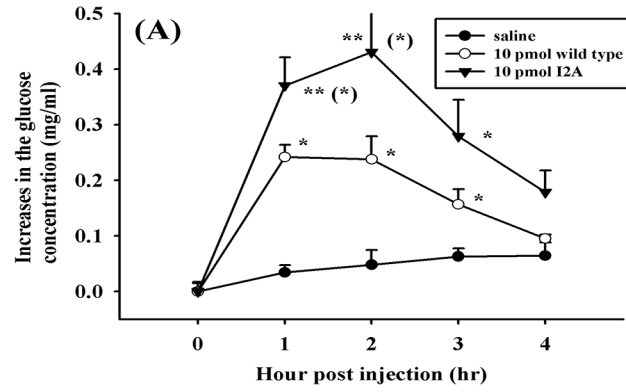 (A)
saline
10 pmol wild type
10 pmol I2A
Increases in the glucose
concentration (mg/ml)
0.5
0.4
0.3
0.2
0.1
0.0
** (*)
** (*)
*
* * *
0 1 2 3 4
Hour post injection (hr)